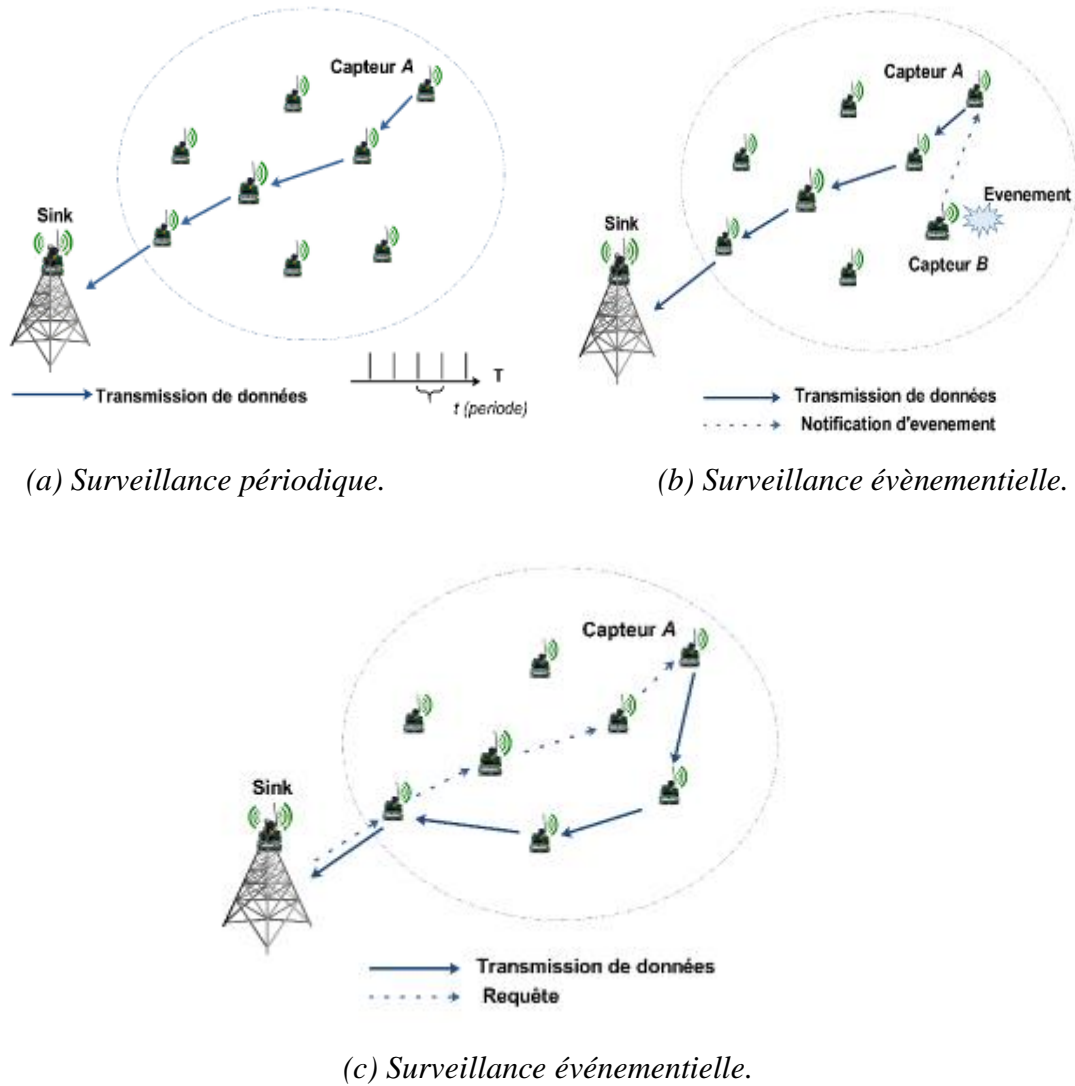 Capteur A
Sink
Transmission de données
T
t (periode)
(a) Surveillance périodique.
Capteur A
Evenement
Sink
Capteur B
Transmission de données
Notification d'evenement
(b) Surveillance évènementielle.
Capteur A
Sink
Transmission de données
Requête
(c) Surveillance événementielle.